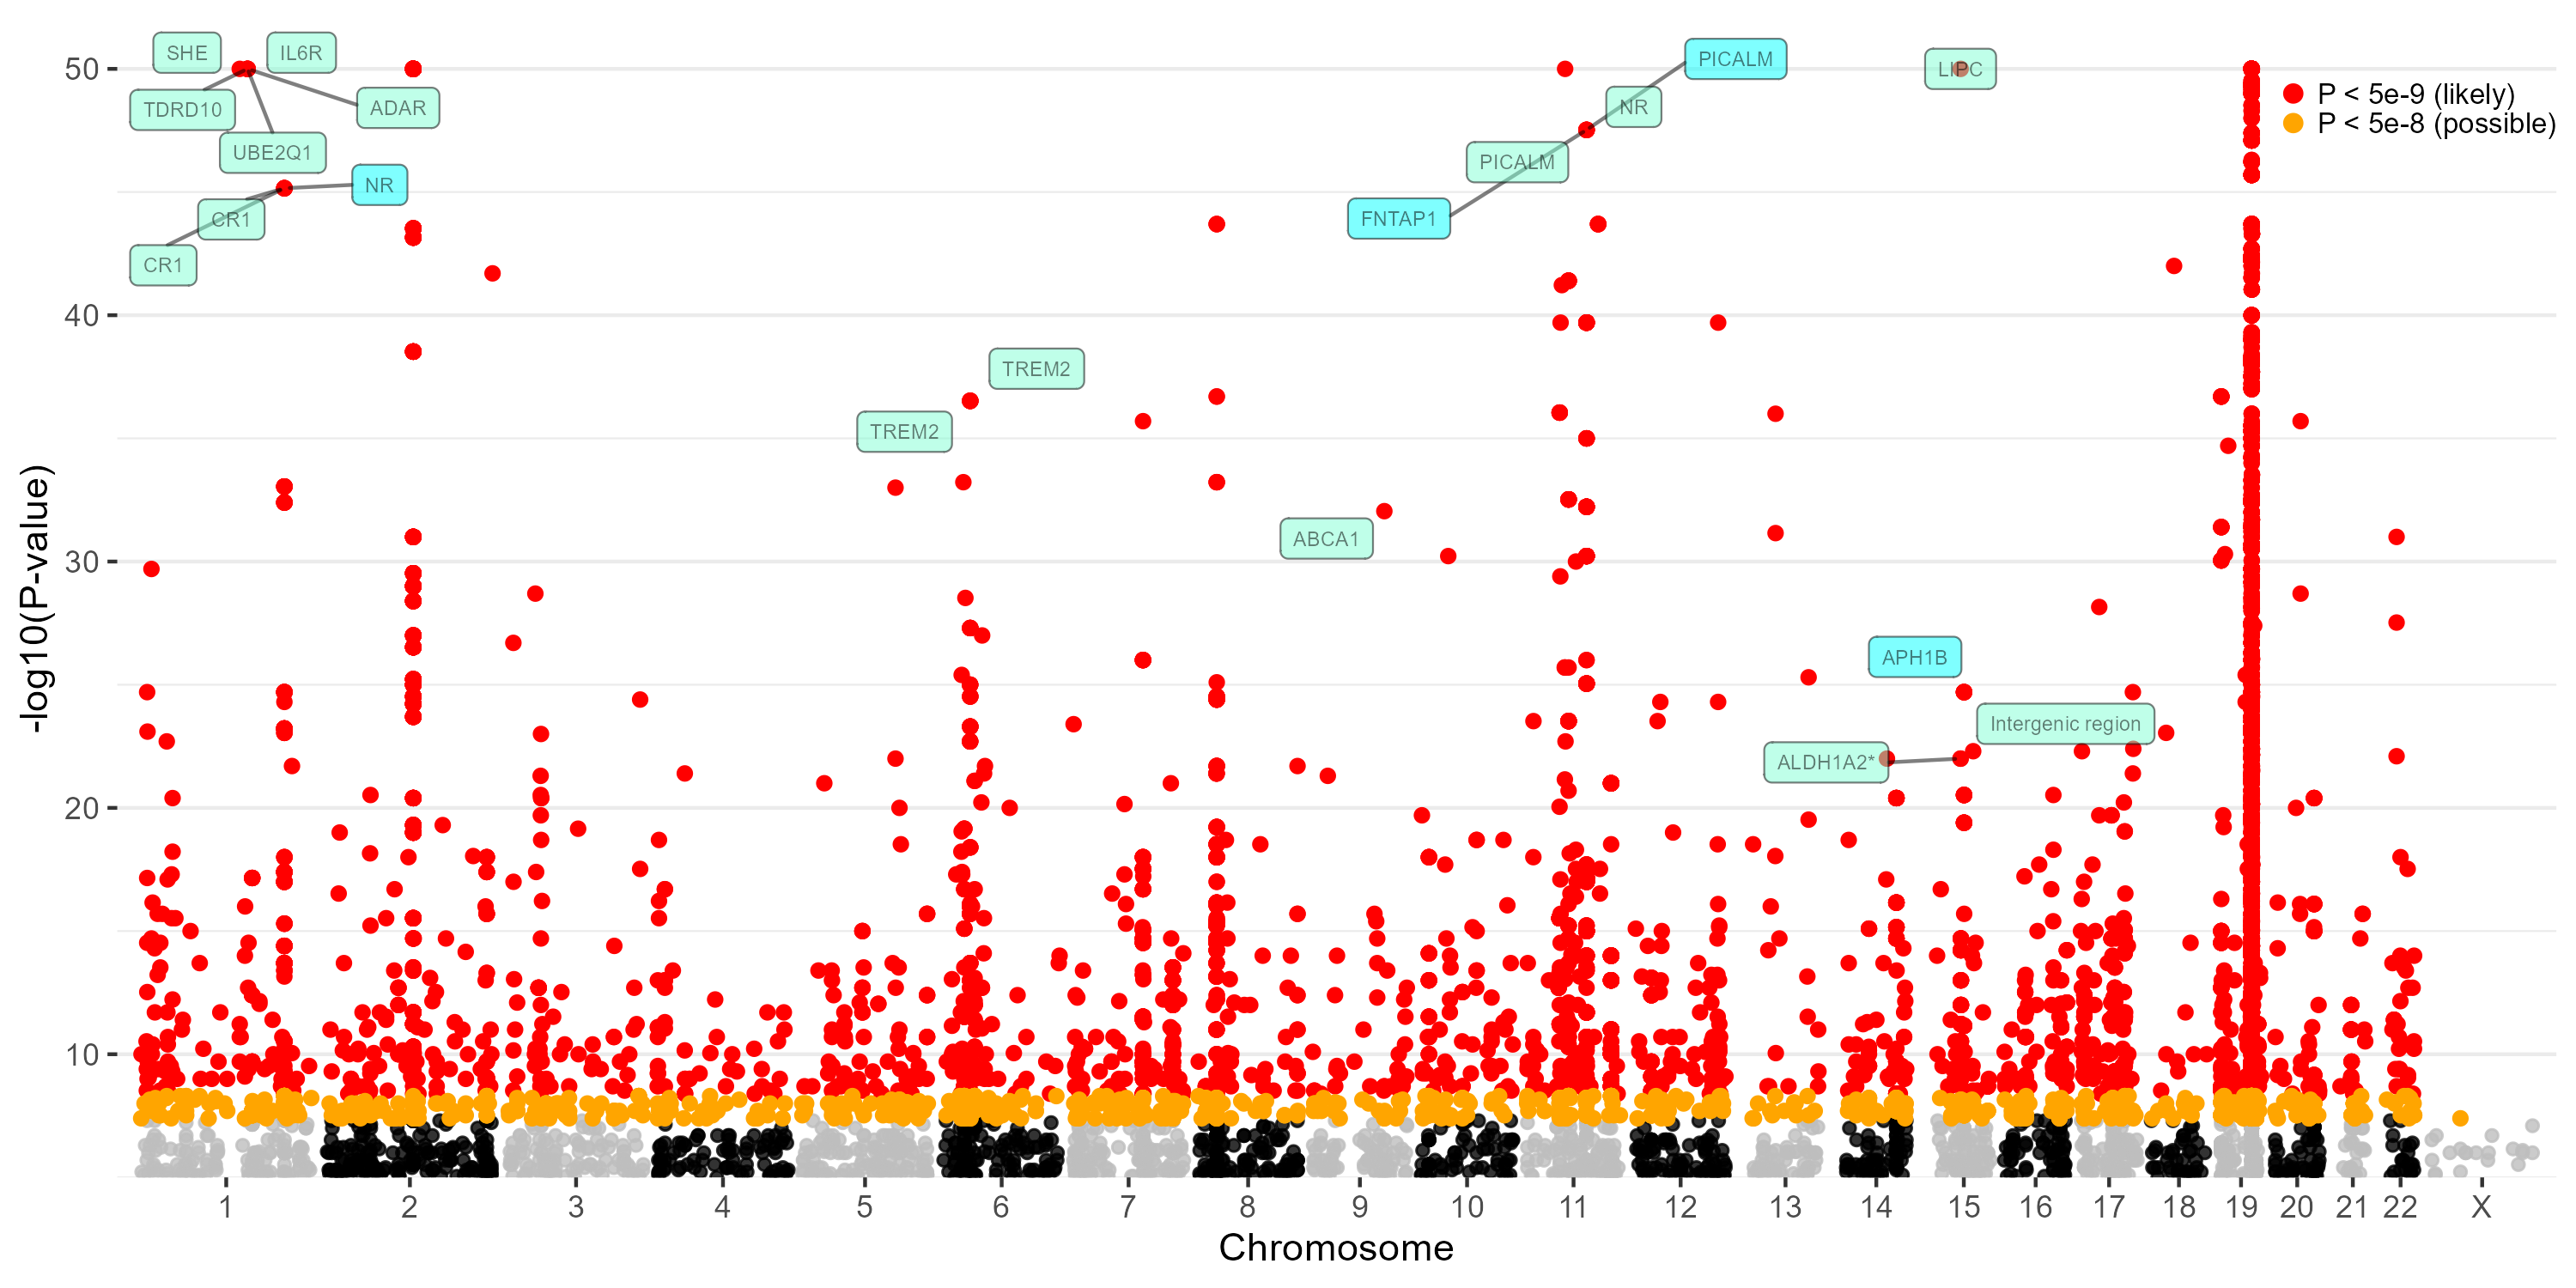 SHE
IL6R
TDRD10
ADAR
UBE2Q1
NR
CR1
CR1
PICALM
NR
PICALM
FNTAP1
LIPC
P < 5e-9 (likely)
P < 5e-8 (possible)
TREM2
TREM2
ABCA1
APH1B
Intergenic region
ALDH1A2*
-log10(P-value)
50
40
30
20
10
1 2 3 4 5 6 7 8 9 10 11 12 13 14 15 16 17 18 19 20 21 22 X
Chromosome